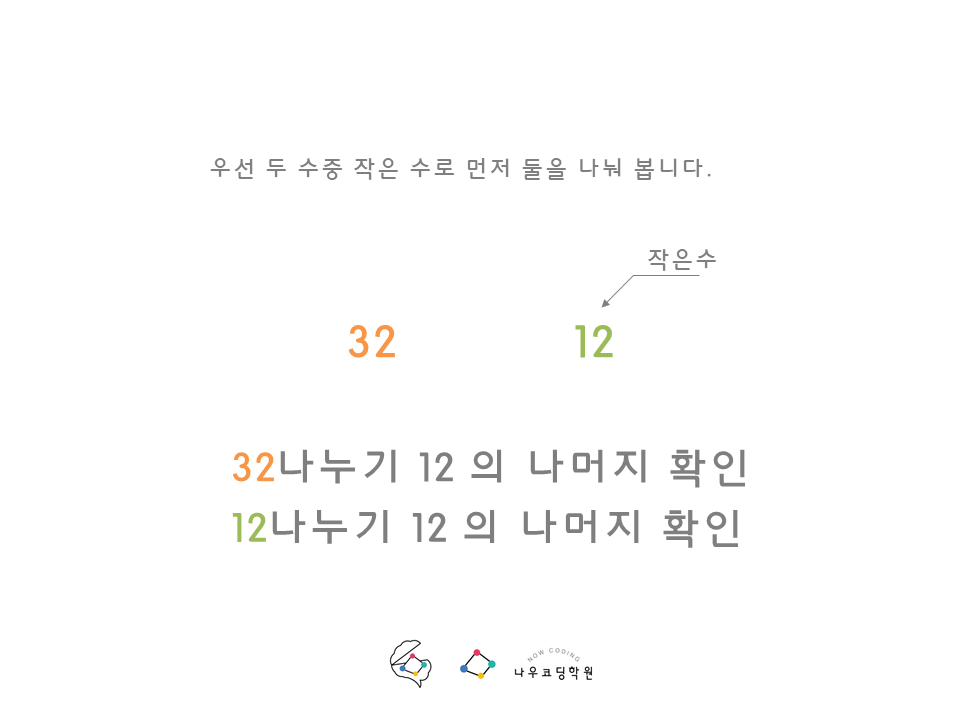 우선 두 수중 작은 수로 먼저 둘을 나눠 봅니다.
작은수
32 12
32나누기 12 의 나머지 확인
12나누기 12 의 나머지 확인
NOW CODING
나우코딩학원